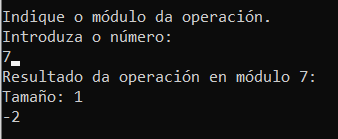 Indique o módulo da operación.
Introduza o número:
7
Resultado da operación en módulo 7:
Tamaño: 1
-2